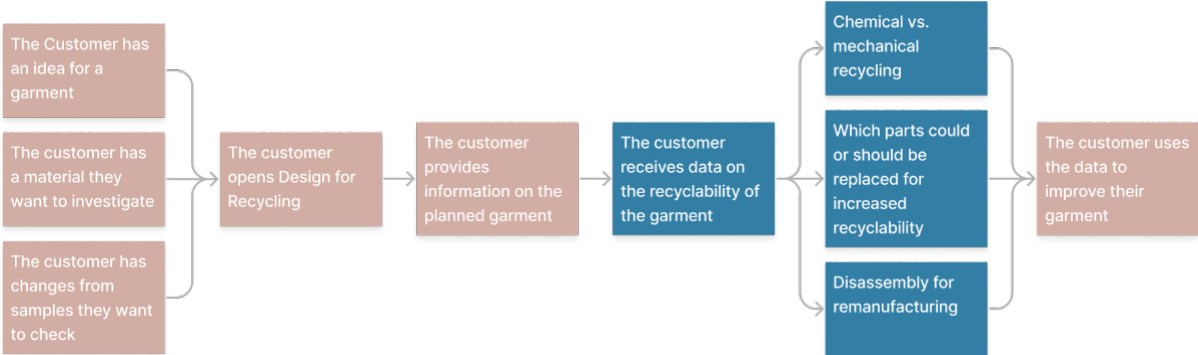 The Customer has
an idea for a
garment
The customer has
a material they
want to investigate
The customer has
changes from
samples they want
to check
The customer
opens Design for
Recycling
The customer
provides
information on the
planned garment
The customer
receives data on
the recyclability of
the garment
Chemical vs.
mechanical
recycling
Which parts could
or should be
replaced for
increased
recyclability
Disassembly for
remanufacturing
The customer uses
the data to
improve their
garment